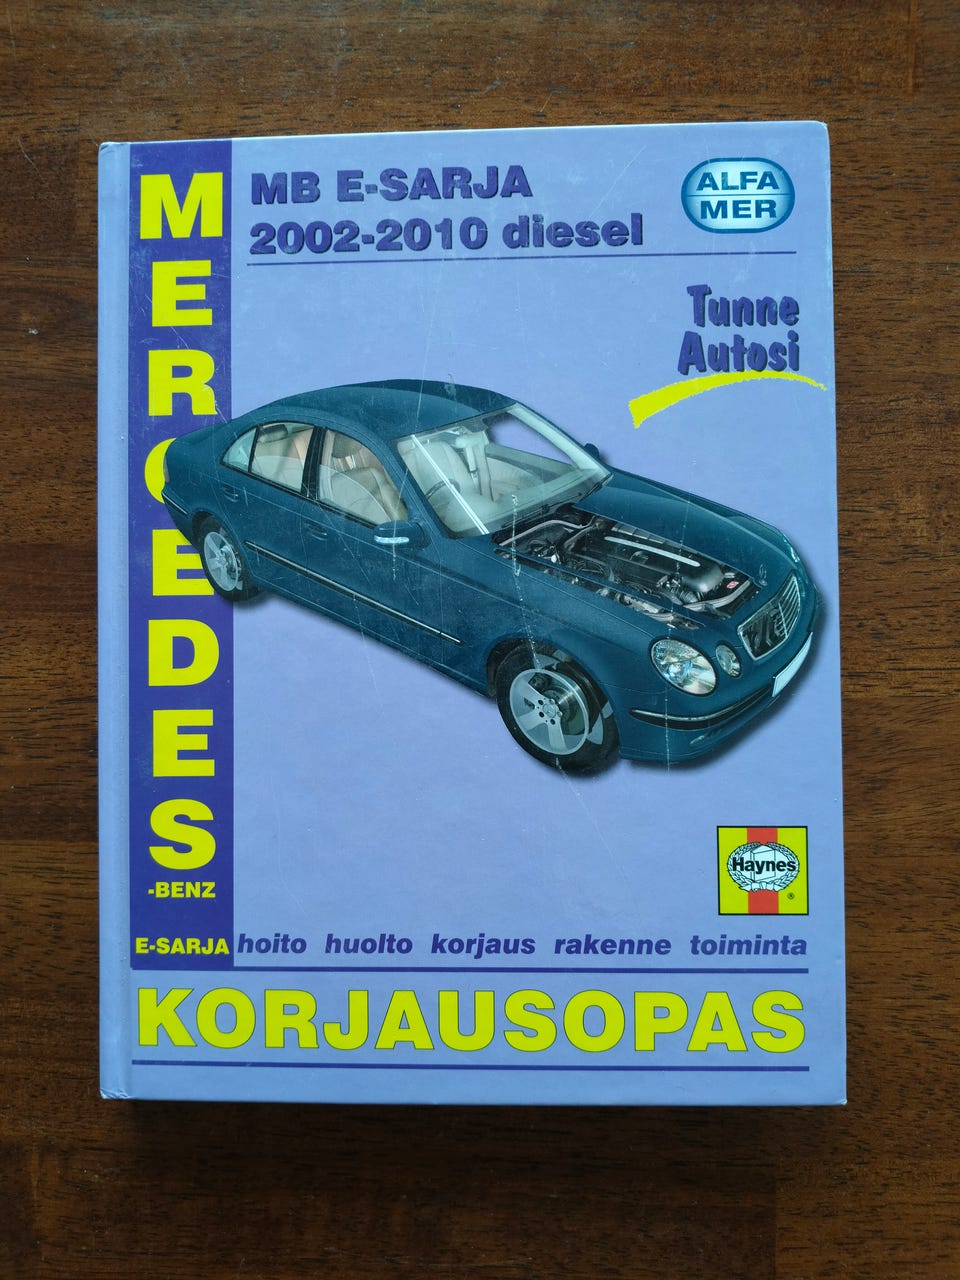 MERCEDES
-BENZ
E-SARJA
MB E-SARJA
2002-2010 diesel
ALFA
MER
Tunne
Autosi
Haynes
®
hoito huolto korjaus rakenne toiminta
KORJAUSOPAS